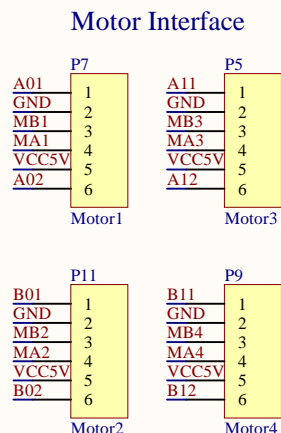 Motor Interface
P7
A01 1
GND 2
MB1 3
MA1 4
VCC5V 5
A02 6
Motor1
P5
A11 1
GND 2
MB3 3
MA3 4
VCC5V 5
A12 6
Motor3
P11
B01 1
GND 2
MB2 3
MA2 4
VCC5V 5
B02 6
Motor2
P9
B11 1
GND 2
MB4 3
MA4 4
VCC5V 5
B12 6
Motor4